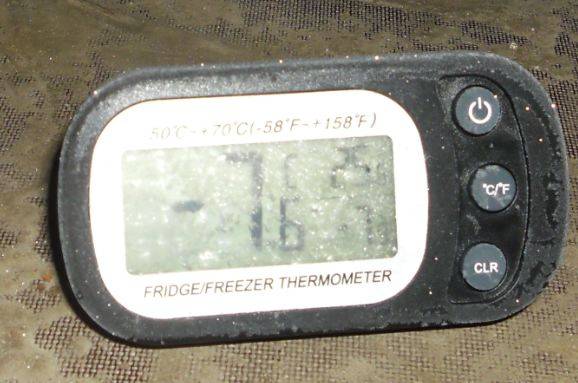 50°C~+70°C(-58°F~+158°F)
°C/°F
CLR
FRIDGE/FREEZER THERMOMETER